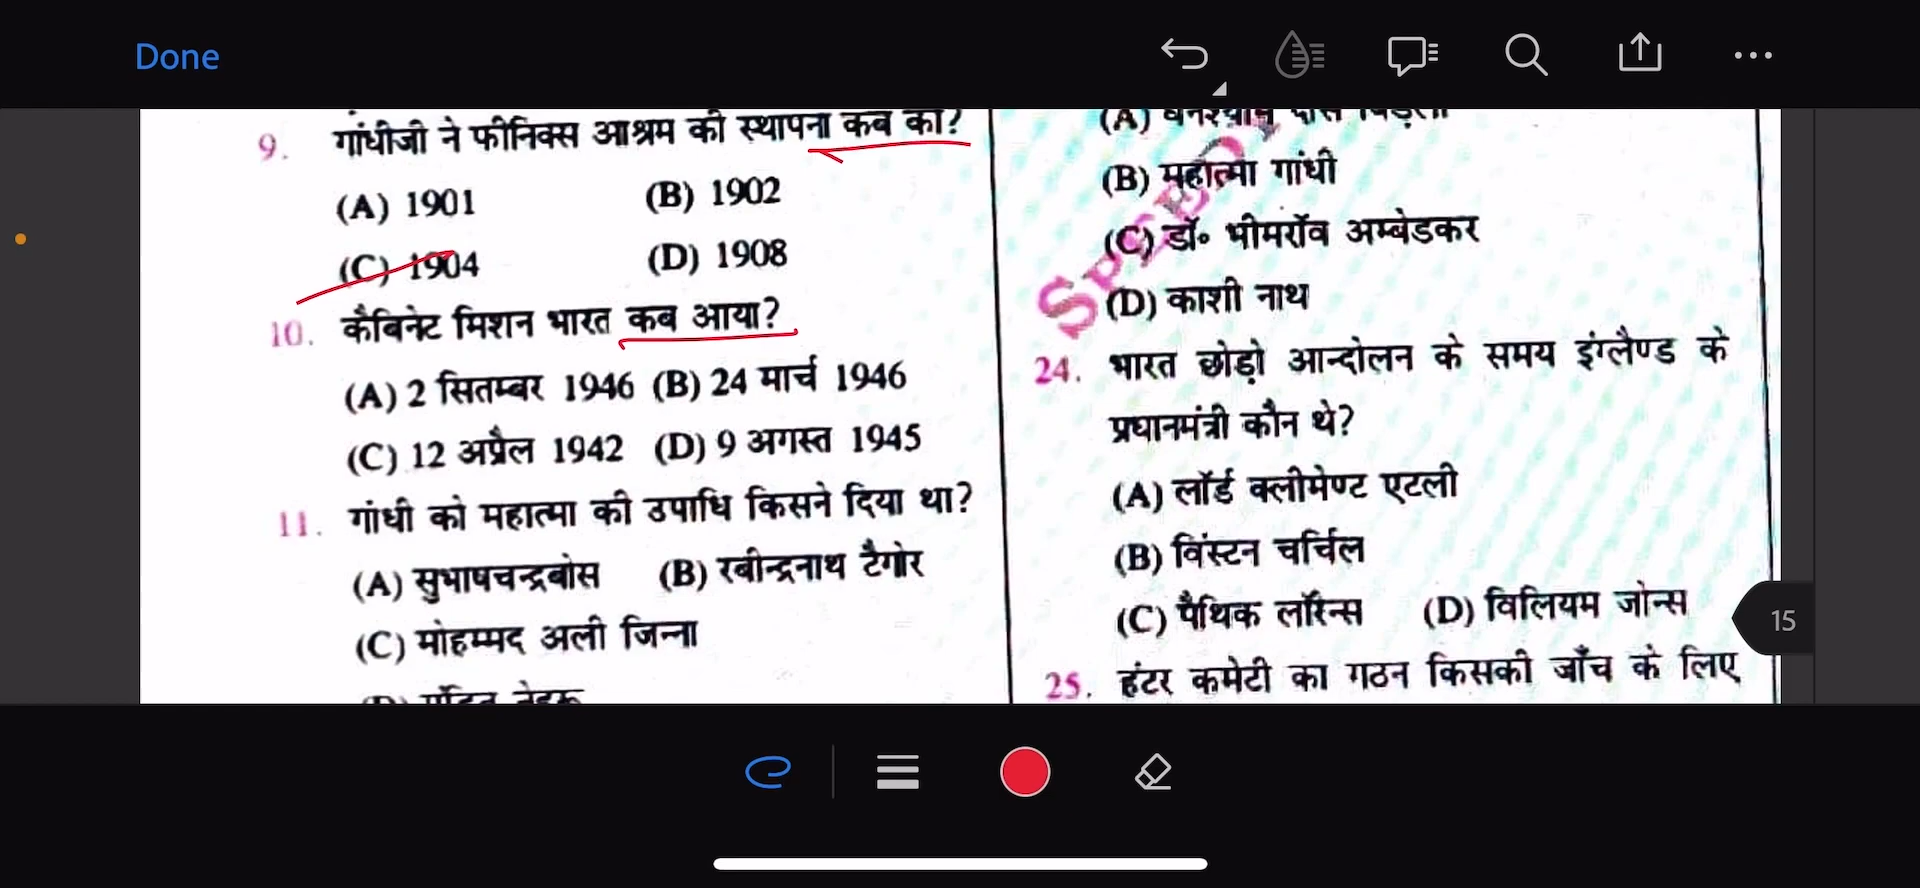 Done
9. गांधीजी ने फीनिक्स आश्रम की स्थापना कब की?
(A) 1901 (B) 1902
(C) 1904 (D) 1908
10. कैबिनेट मिशन भारत कब आया?
(A) 2 सितम्बर 1946 (B) 24 मार्च 1946
(C) 12 अप्रैल 1942 (D) 9 अगस्त 1945
11. गांधी को महात्मा की उपाधि किसने दिया था?
(A) सुभाषचन्द्रबोस (B) रबीन्द्रनाथ टैगोर
(C) मोहम्मद अली जिन्ना
(D) पंडित नेहरू
(A)
(B) महात्मा गांधी
(C) डॉ॰ भीमरॉव अम्बेडकर
(D) काशी नाथ
24. भारत छोड़ो आन्दोलन के समय इंग्लैण्ड के
प्रधानमंत्री कौन थे?
(A) लॉर्ड क्लीमेण्ट एटली
(B) विंस्टन चर्चिल
(C) पैथिक लॉरेन्स (D) विलियम जोन्स
25. हंटर कमेटी का गठन किसकी जाँच के लिए
15